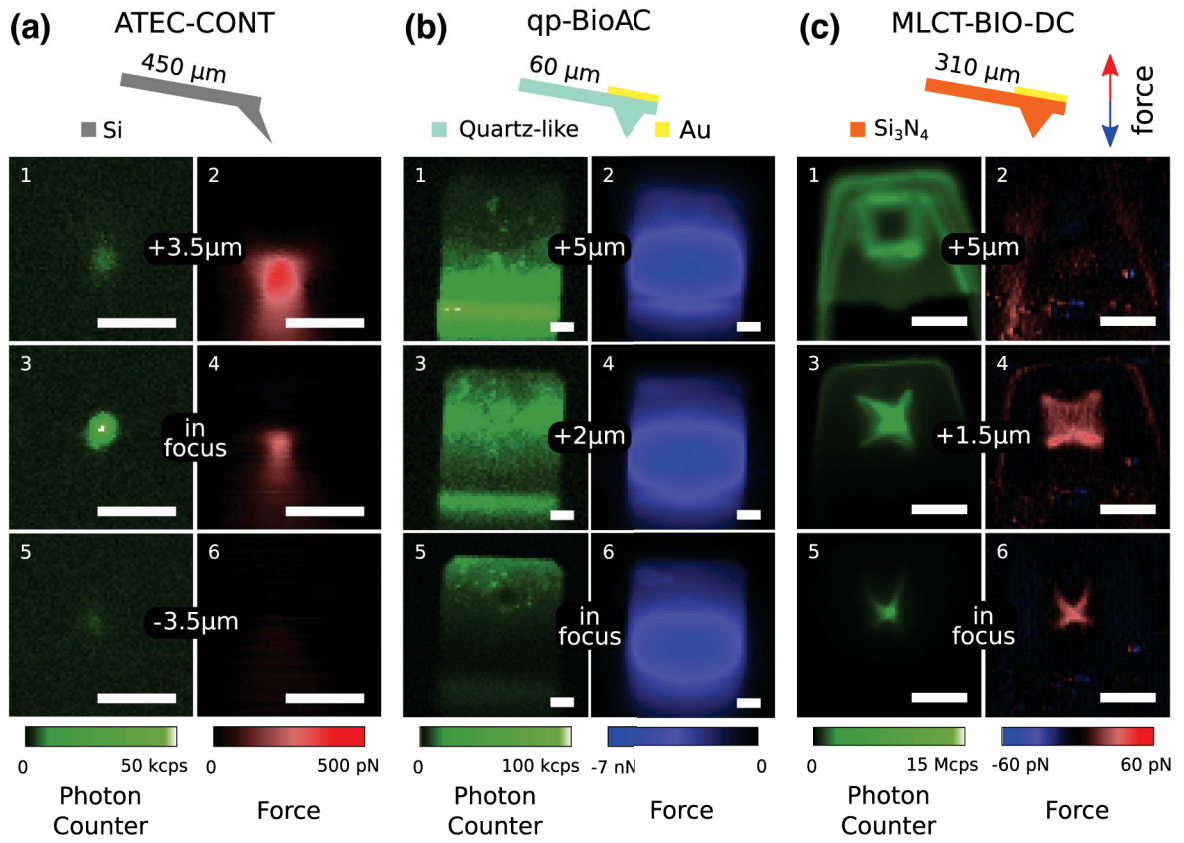 (a) ATEC-CONT
450 μm
Si
1
2
+3.5μm
3
4
in
focus
5
6
-3.5μm
0
50 kcps
0
500 pN
Photon
Counter
Force
(b) qp-BioAC
60 μm
Quartz-like
Au
1
2
+5μm
3
4
+2μm
5
6
in
focus
0
100 kcps
-7 nN
0
Photon
Counter
Force
(c) MLCT-BIO-DC
310 μm
force
Si₃N₄
1
2
+5μm
3
4
+1.5μm
5
6
in
focus
0
15 Mcps
-60 pN
60 pN
Photon
Counter
Force